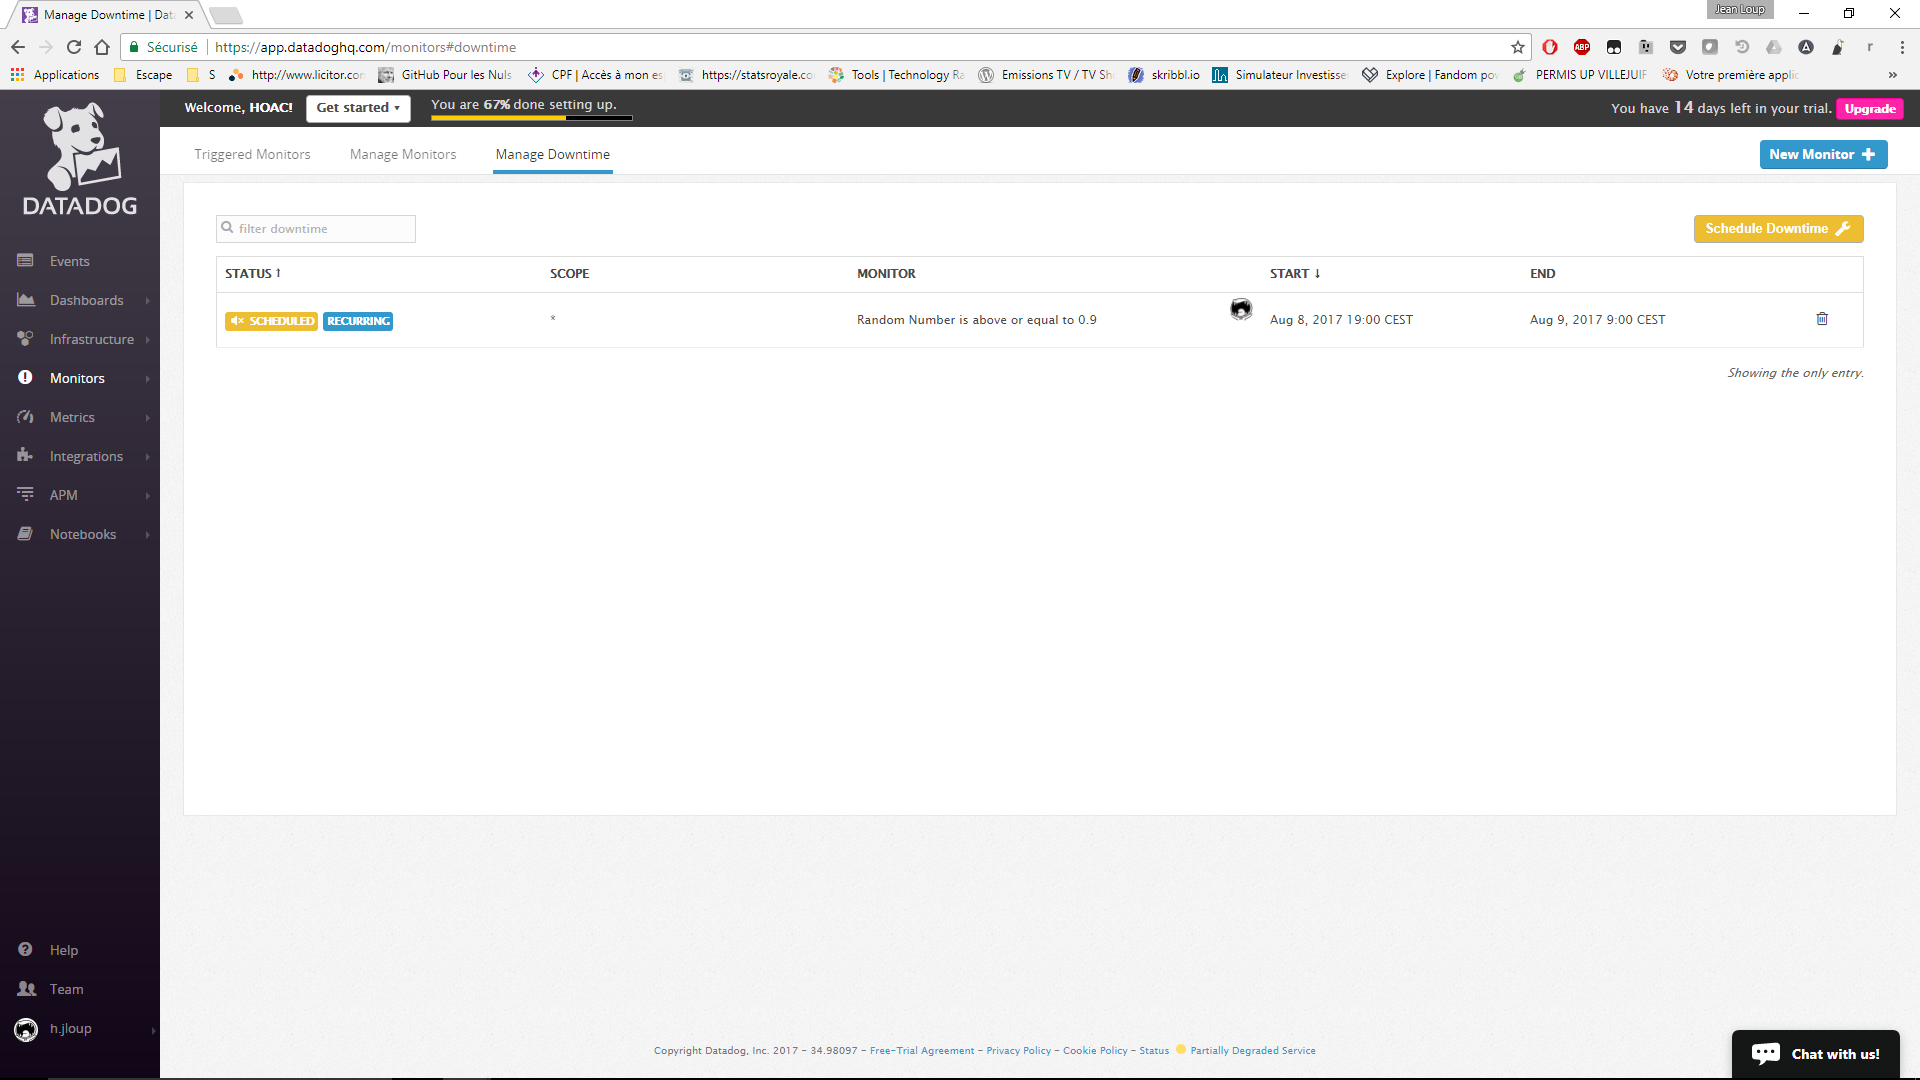 Manage Downtime | Dat
Jean Loup
Sécurisé
https://app.datadoghq.com/monitors#downtime
ABP
A
r
Applications
Escape
S
http://www.licitor.con
GitHub Pour les Nuls
CPF | Accès à mon es
https://statsroyale.co
Tools | Technology Ra
Emissions TV / TV Sh
skribbl.io
Simulateur Investisse
Explore | Fandom pow
PERMIS UP VILLEJUIF
Votre première applic
»
Welcome, HOAC!
Get started
You are 67% done setting up.
You have 14 days left in your trial.
Upgrade
DATADOG
Triggered Monitors
Manage Monitors
Manage Downtime
New Monitor +
filter downtime
Schedule Downtime
STATUS ↑
SCOPE
MONITOR
START ↓
END
SCHEDULED
RECURRING
*
Random Number is above or equal to 0.9
Aug 8, 2017 19:00 CEST
Aug 9, 2017 9:00 CEST
Showing the only entry.
Events
Dashboards
Infrastructure
Monitors
Metrics
Integrations
APM
Notebooks
Help
Team
h.jloup
Copyright Datadog, Inc. 2017 - 34.98097 - Free-Trial Agreement - Privacy Policy - Cookie Policy - Status Partially Degraded Service
Chat with us!